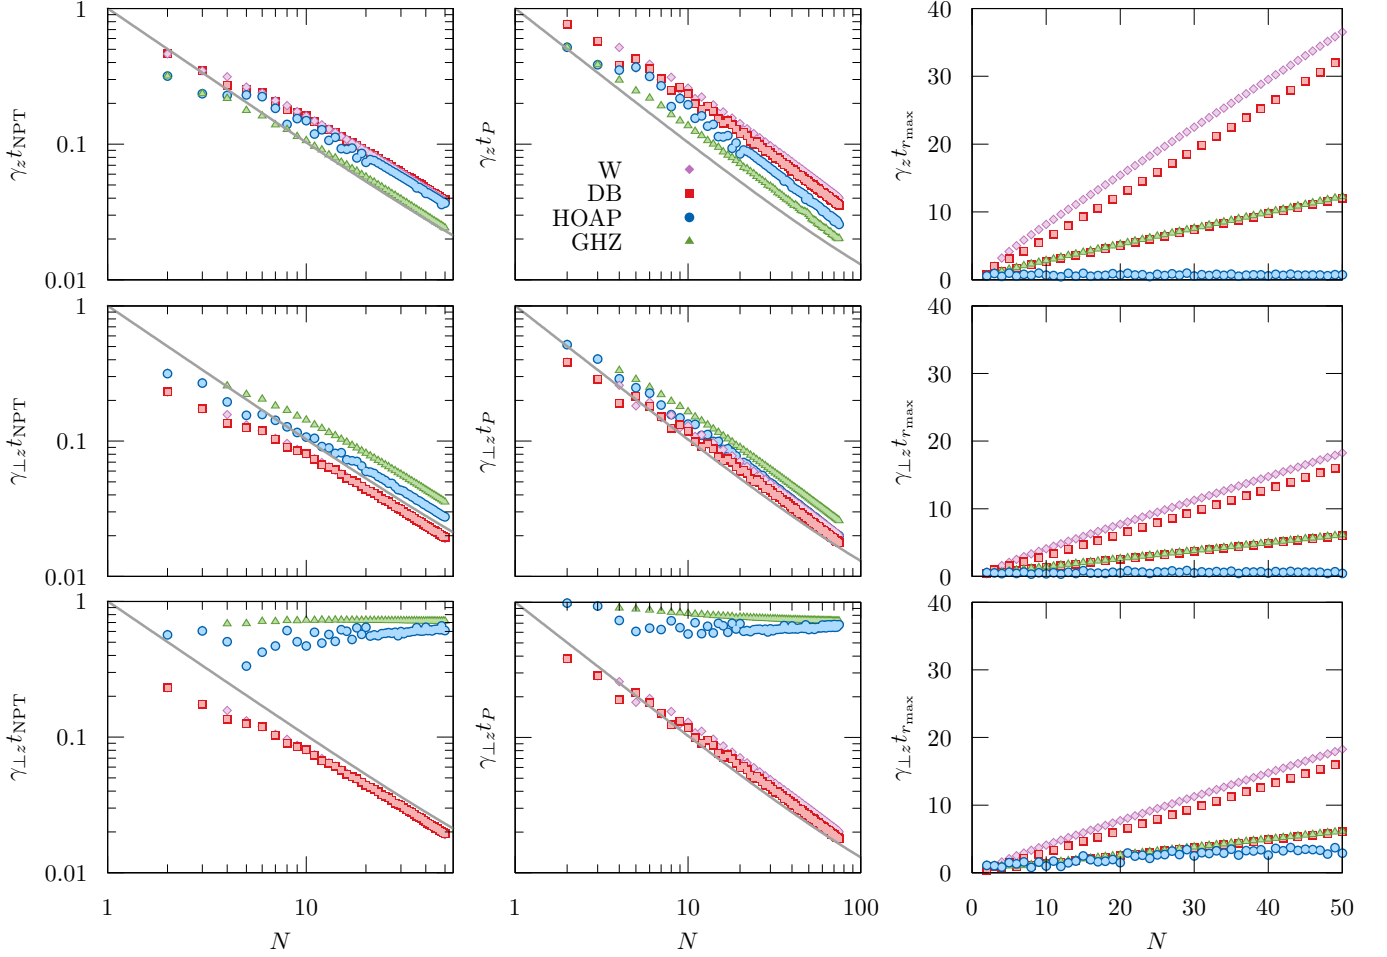 γ_z t_NPT
1
0.1
0.01
γ_z t_P
W
DB
HOAP
GHZ
γ_z t_{r_max}
40
30
20
10
0
γ_{⊥z} t_NPT
1
0.1
0.01
γ_{⊥z} t_P
γ_{⊥z} t_{r_max}
40
30
20
10
0
γ_{⊥z} t_NPT
1
0.1
0.01
1
10
N
γ_{⊥z} t_P
1
10
100
N
γ_{⊥z} t_{r_max}
40
30
20
10
0
0
10
20
30
40
50
N